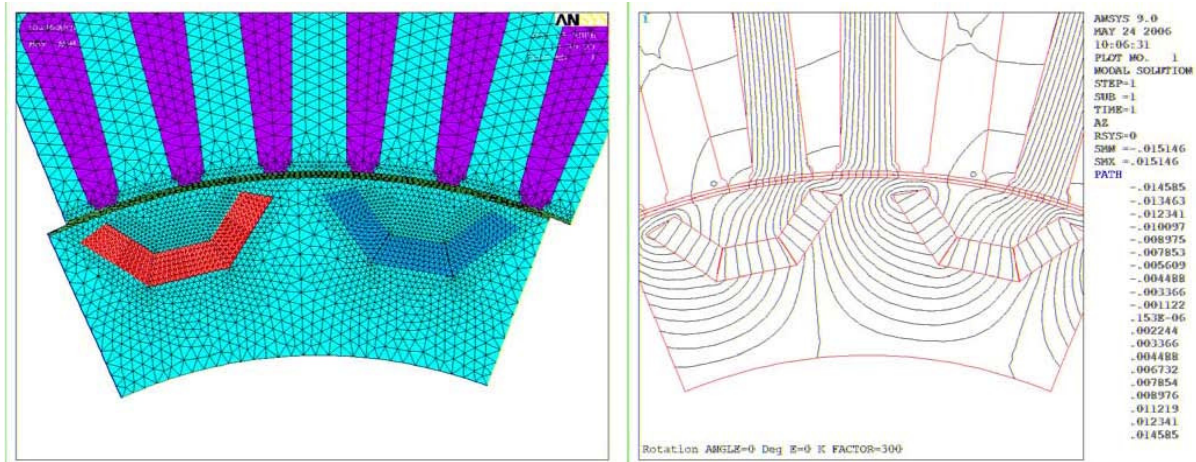 AN
1
ANSYS 9.0
MAY 24 2006
10:06:31
PLOT NO. 1
NODAL SOLUTION
STEP=1
SUB =1
TIME=1
AZ
RSYS=0
SMN =-.015146
SMX =.015146
PATH
-.014585
-.013463
-.012341
-.010097
-.008975
-.007853
-.005609
-.004488
-.003366
-.001122
.153E-06
.002244
.003366
.004488
.006732
.007854
.008976
.011219
.012341
.014585
Rotation ANGLE=0 Deg E=0 K FACTOR=300